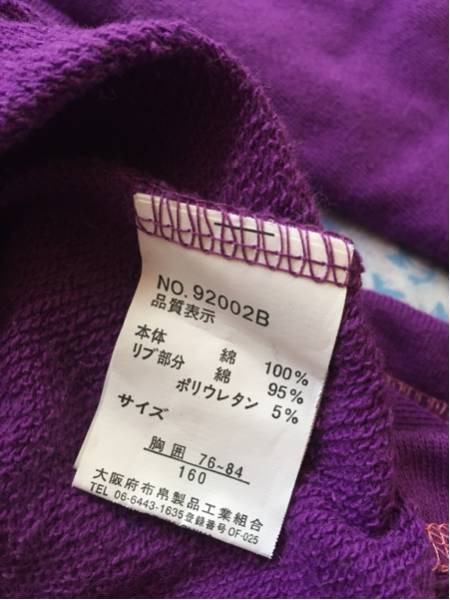 NO.92002B
品質表示
本体 綿 100%
リブ部分 綿 95%
ポリウレタン 5%
サイズ
胸囲 76~84
160
大阪府布帛製品工業組合
TEL 06-6443-1635 登録番号 OF-025